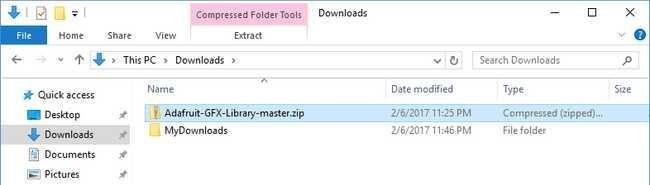 Compressed Folder Tools Downloads
File Home Share View Extract
This PC Downloads Search Downloads
Name Date modified Type Size
Quick access
Desktop Adafruit-GFX-Library-master.zip 2/6/2017 11:25 PM Compressed (zipped)...
Downloads MyDownloads 2/6/2017 11:46 PM File folder
Documents
Pictures